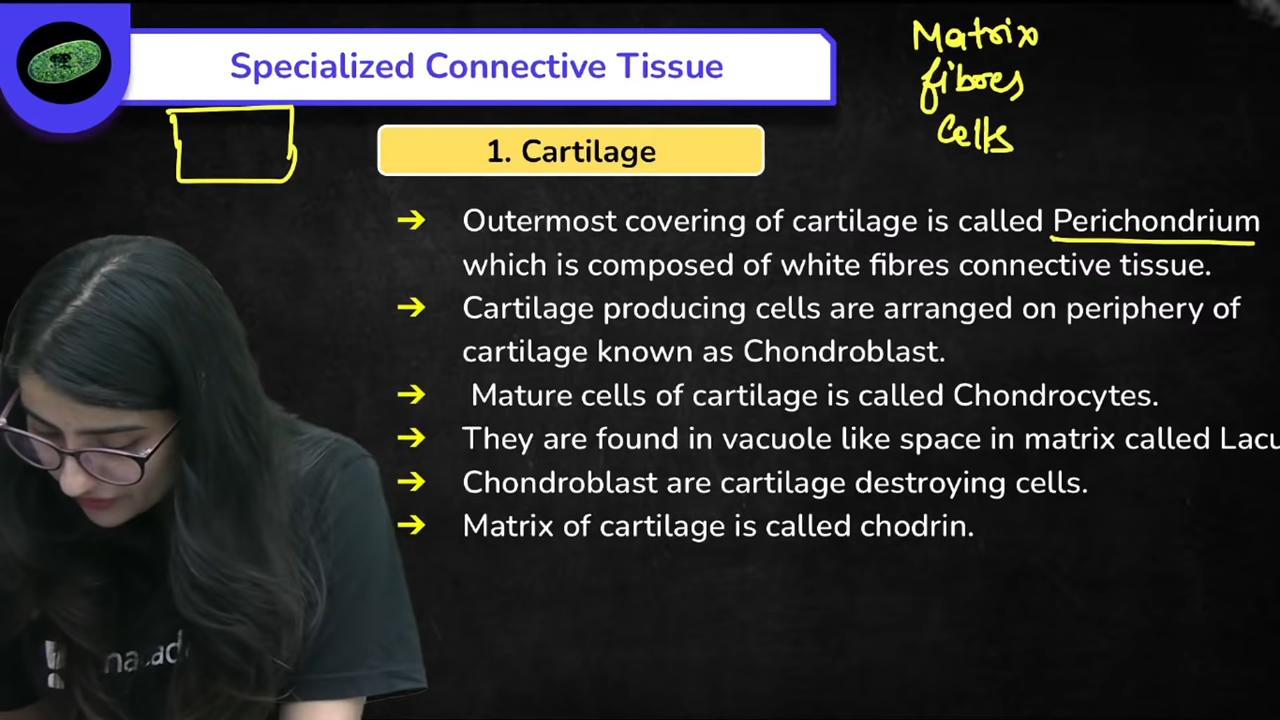 Specialized Connective Tissue
Matrix
fibres
Cells
1. Cartilage
➔ Outermost covering of cartilage is called Perichondrium
which is composed of white fibres connective tissue.
➔ Cartilage producing cells are arranged on periphery of
cartilage known as Chondroblast.
➔ Mature cells of cartilage is called Chondrocytes.
➔ They are found in vacuole like space in matrix called Lacu
➔ Chondroblast are cartilage destroying cells.
➔ Matrix of cartilage is called chodrin.